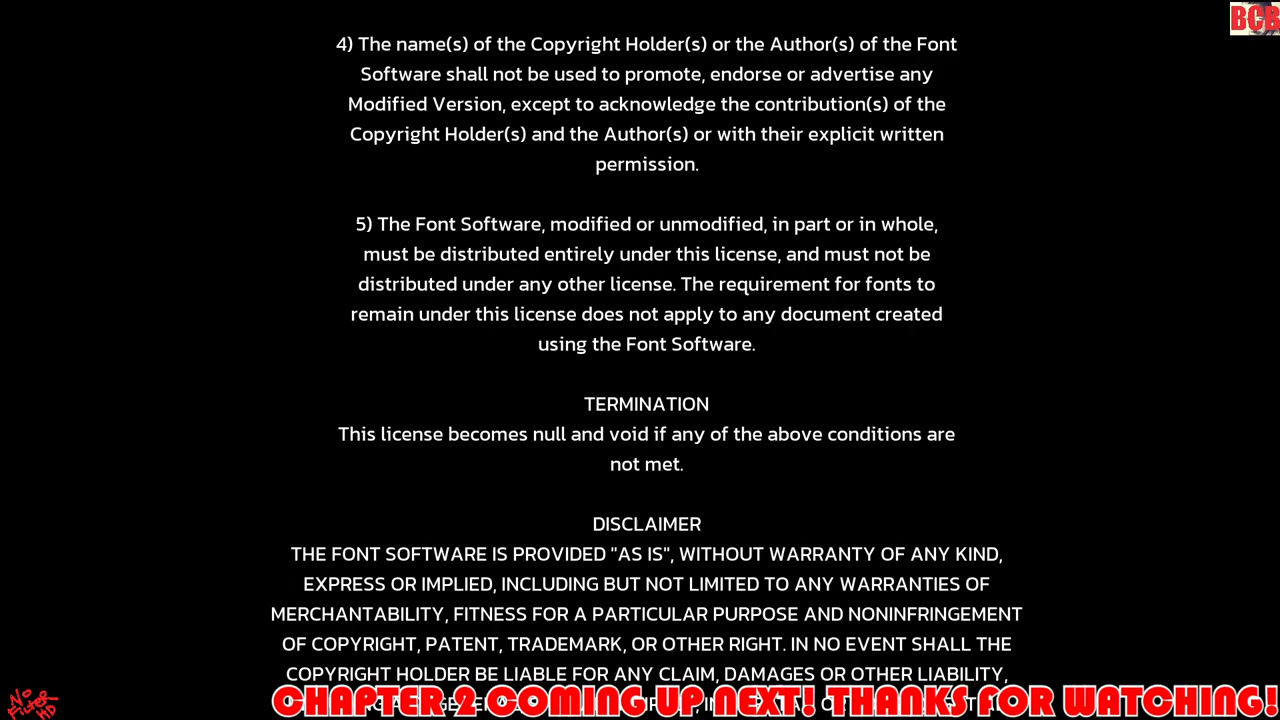 BCB
4) The name(s) of the Copyright Holder(s) or the Author(s) of the Font
Software shall not be used to promote, endorse or advertise any
Modified Version, except to acknowledge the contribution(s) of the
Copyright Holder(s) and the Author(s) or with their explicit written
permission.
5) The Font Software, modified or unmodified, in part or in whole,
must be distributed entirely under this license, and must not be
distributed under any other license. The requirement for fonts to
remain under this license does not apply to any document created
using the Font Software.
TERMINATION
This license becomes null and void if any of the above conditions are
not met.
DISCLAIMER
THE FONT SOFTWARE IS PROVIDED "AS IS", WITHOUT WARRANTY OF ANY KIND,
EXPRESS OR IMPLIED, INCLUDING BUT NOT LIMITED TO ANY WARRANTIES OF
MERCHANTABILITY, FITNESS FOR A PARTICULAR PURPOSE AND NONINFRINGEMENT
OF COPYRIGHT, PATENT, TRADEMARK, OR OTHER RIGHT. IN NO EVENT SHALL THE
COPYRIGHT HOLDER BE LIABLE FOR ANY CLAIM, DAMAGES OR OTHER LIABILITY,
CHAPTER 2 COMING UP NEXT! THANKS FOR WATCHING!
No
Filter
HD